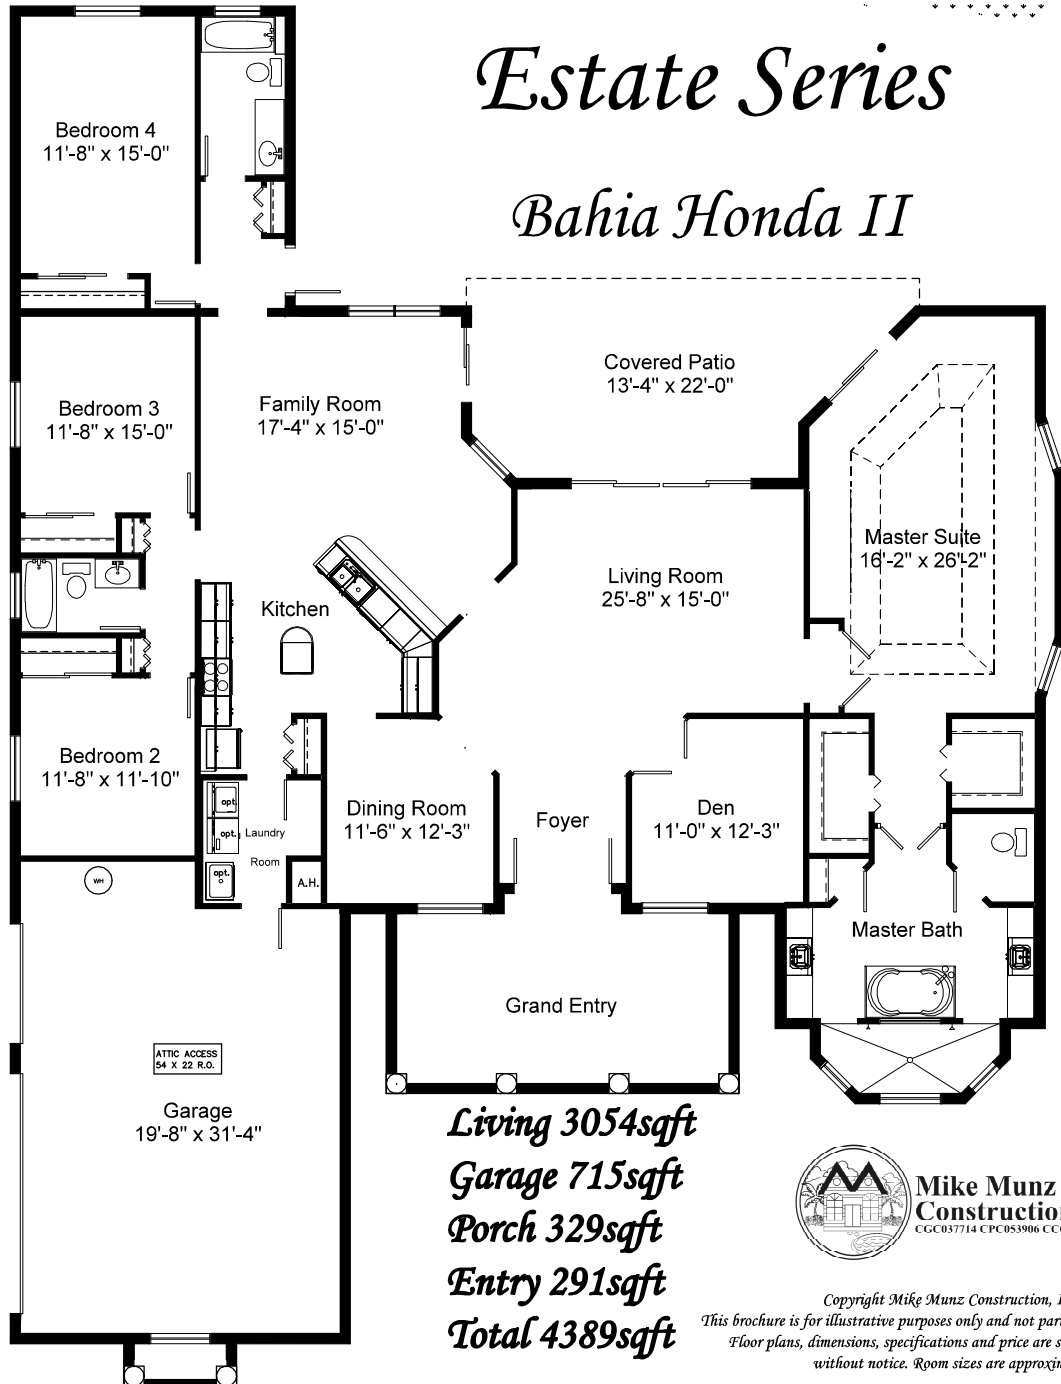 Estate Series
Bahia Honda II
Bedroom 4
11'-8" x 15'-0"
Bedroom 3
11'-8" x 15'-0"
Family Room
17'-4" x 15'-0"
Covered Patio
13'-4" x 22'-0"
Master Suite
16'-2" x 26'-2"
Living Room
25'-8" x 15'-0"
Kitchen
Bedroom 2
11'-8" x 11'-10"
opt.
opt.
Laundry
Room
opt.
A.H.
WH
Dining Room
11'-6" x 12'-3"
Foyer
Den
11'-0" x 12'-3"
Master Bath
Grand Entry
ATTIC ACCESS
54 X 22 R.O.
Garage
19'-8" x 31'-4"
Living 3054sqft
Garage 715sqft
Porch 329sqft
Entry 291sqft
Total 4389sqft
Mike Munz
Construction
CGC037714 CPC053906
Copyright Mike Munz Construction,
This brochure is for illustrative purposes only and not
Floor plans, dimensions, specifications and price are
without notice. Room sizes are